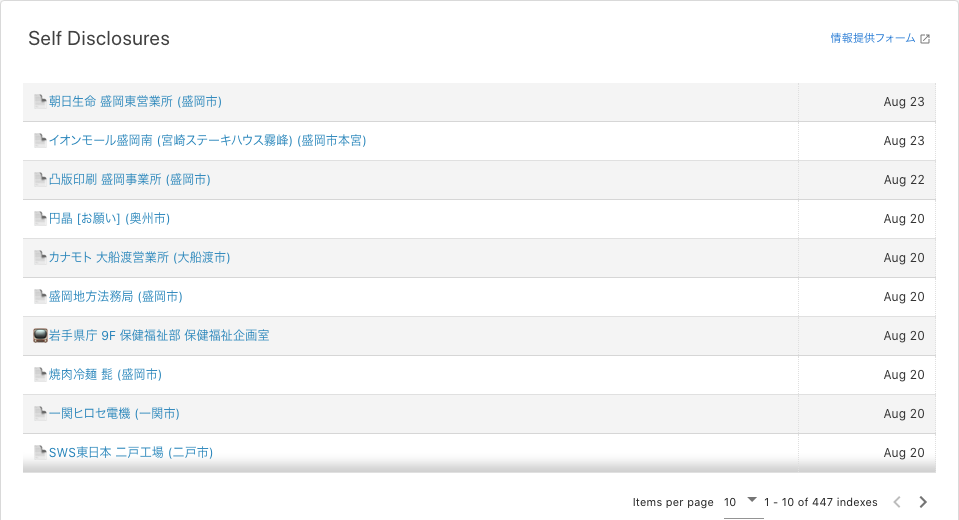 Self Disclosures
情報提供フォーム
朝日生命 盛岡東営業所 (盛岡市) Aug 23
イオンモール盛岡南 (宮崎ステーキハウス霧峰) (盛岡市本宮) Aug 23
凸版印刷 盛岡事業所 (盛岡市) Aug 22
円晶 [お願い] (奥州市) Aug 20
カナモト 大船渡営業所 (大船渡市) Aug 20
盛岡地方法務局 (盛岡市) Aug 20
岩手県庁 9F 保健福祉部 保健福祉企画室 Aug 20
焼肉冷麺 髭 (盛岡市) Aug 20
一関ヒロセ電機 (一関市) Aug 20
SWS東日本 二戸工場 (二戸市) Aug 20
Items per page 10 1 - 10 of 447 indexes